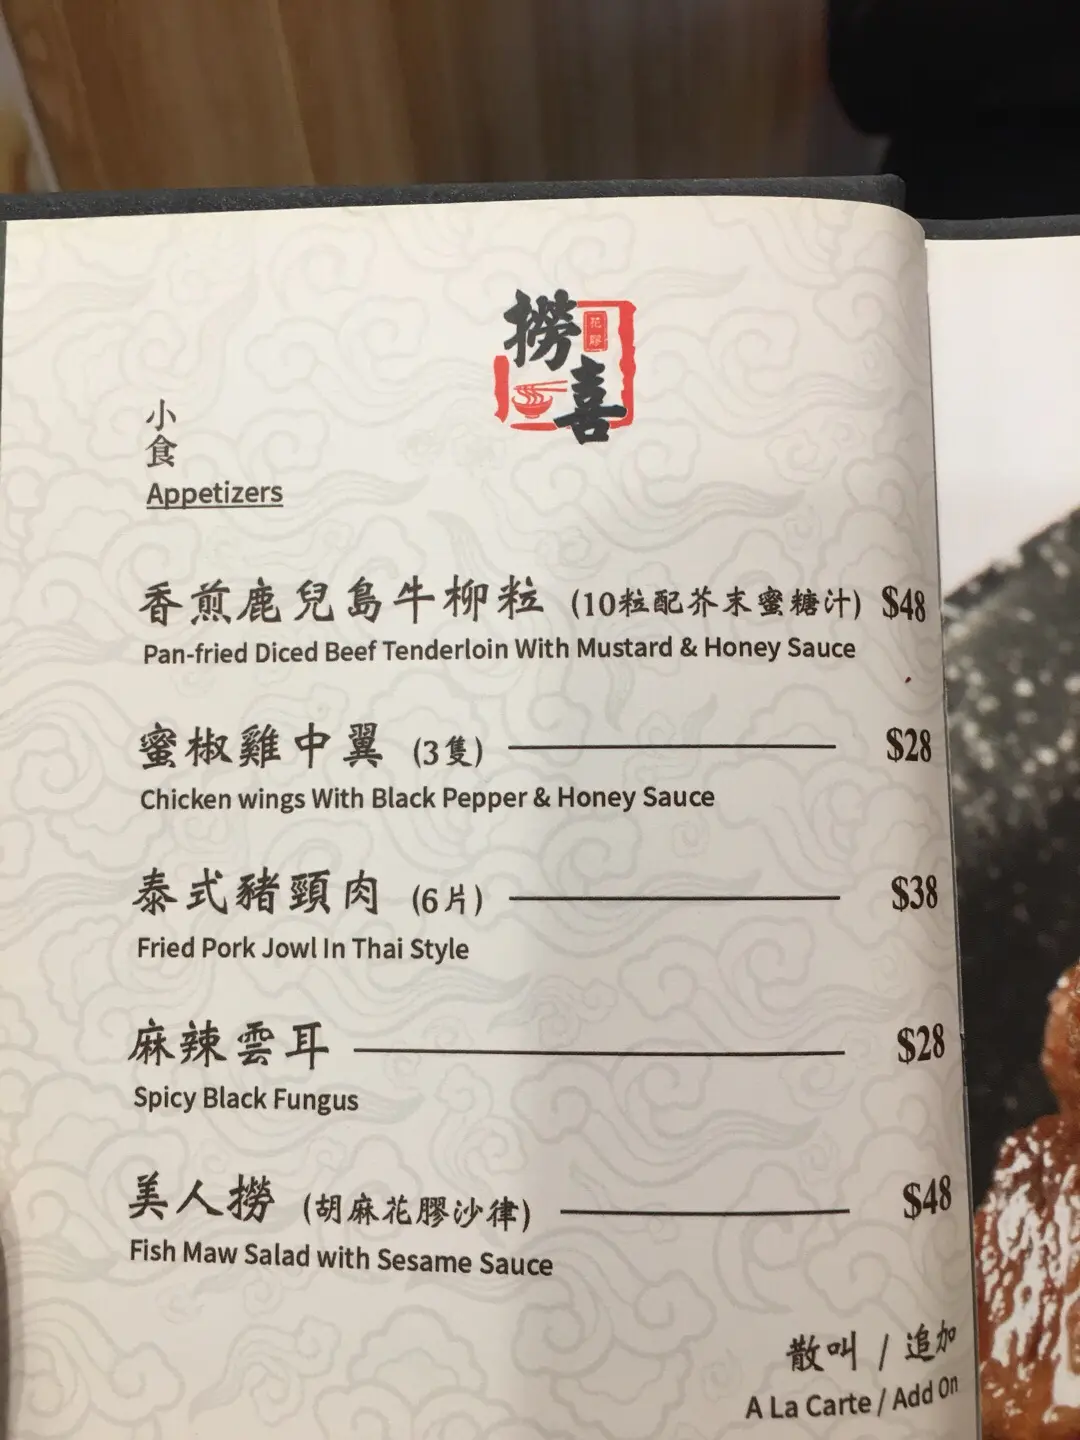 撈喜
花膠
小食
Appetizers
香煎鹿兒島牛柳粒 (10粒配芥末蜜糖汁) $48
Pan-fried Diced Beef Tenderloin With Mustard & Honey Sauce
蜜椒雞中翼 (3隻) $28
Chicken wings With Black Pepper & Honey Sauce
泰式豬頸肉 (6片) $38
Fried Pork Jowl In Thai Style
麻辣雲耳 $28
Spicy Black Fungus
美人撈 (胡麻花膠沙律) $48
Fish Maw Salad with Sesame Sauce
散叫 / 追加
A La Carte / Add On